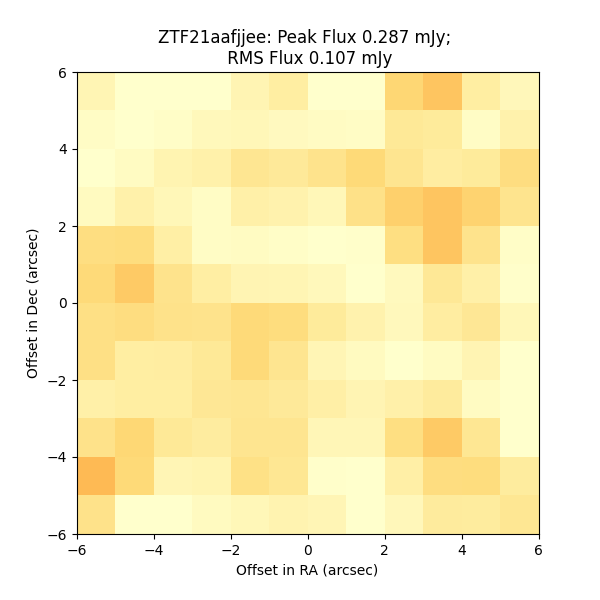 ZTF21aafjjee: Peak Flux 0.287 mJy;
RMS Flux 0.107 mJy
6
4
2
0
−2
−4
−6
Offset in Dec (arcsec)
−6 −4 −2 0 2 4 6
Offset in RA (arcsec)